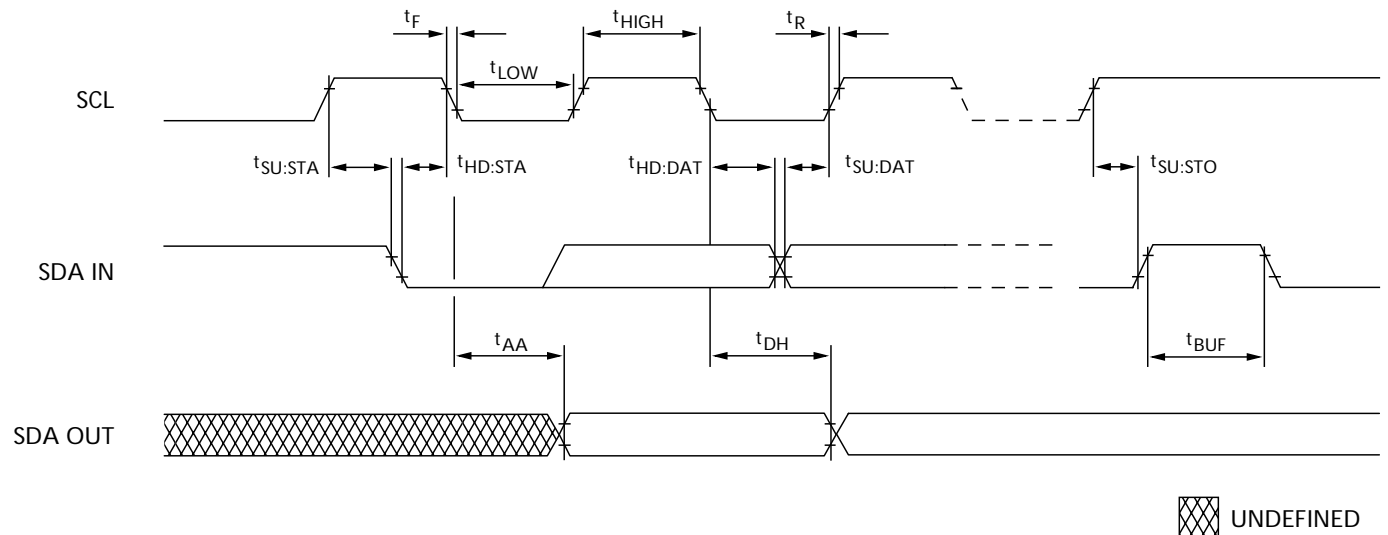 tF
tHIGH
tR
tLOW
SCL
tSU:STA
tHD:STA
tHD:DAT
tSU:DAT
tSU:STO
SDA IN
tAA
tDH
tBUF
SDA OUT
UNDEFINED